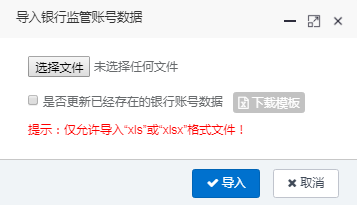 导入银行监管账号数据
选择文件 未选择任何文件
是否更新已经存在的银行账号数据 下载模板
提示：仅允许导入“xls”或“xlsx”格式文件！
导入 取消